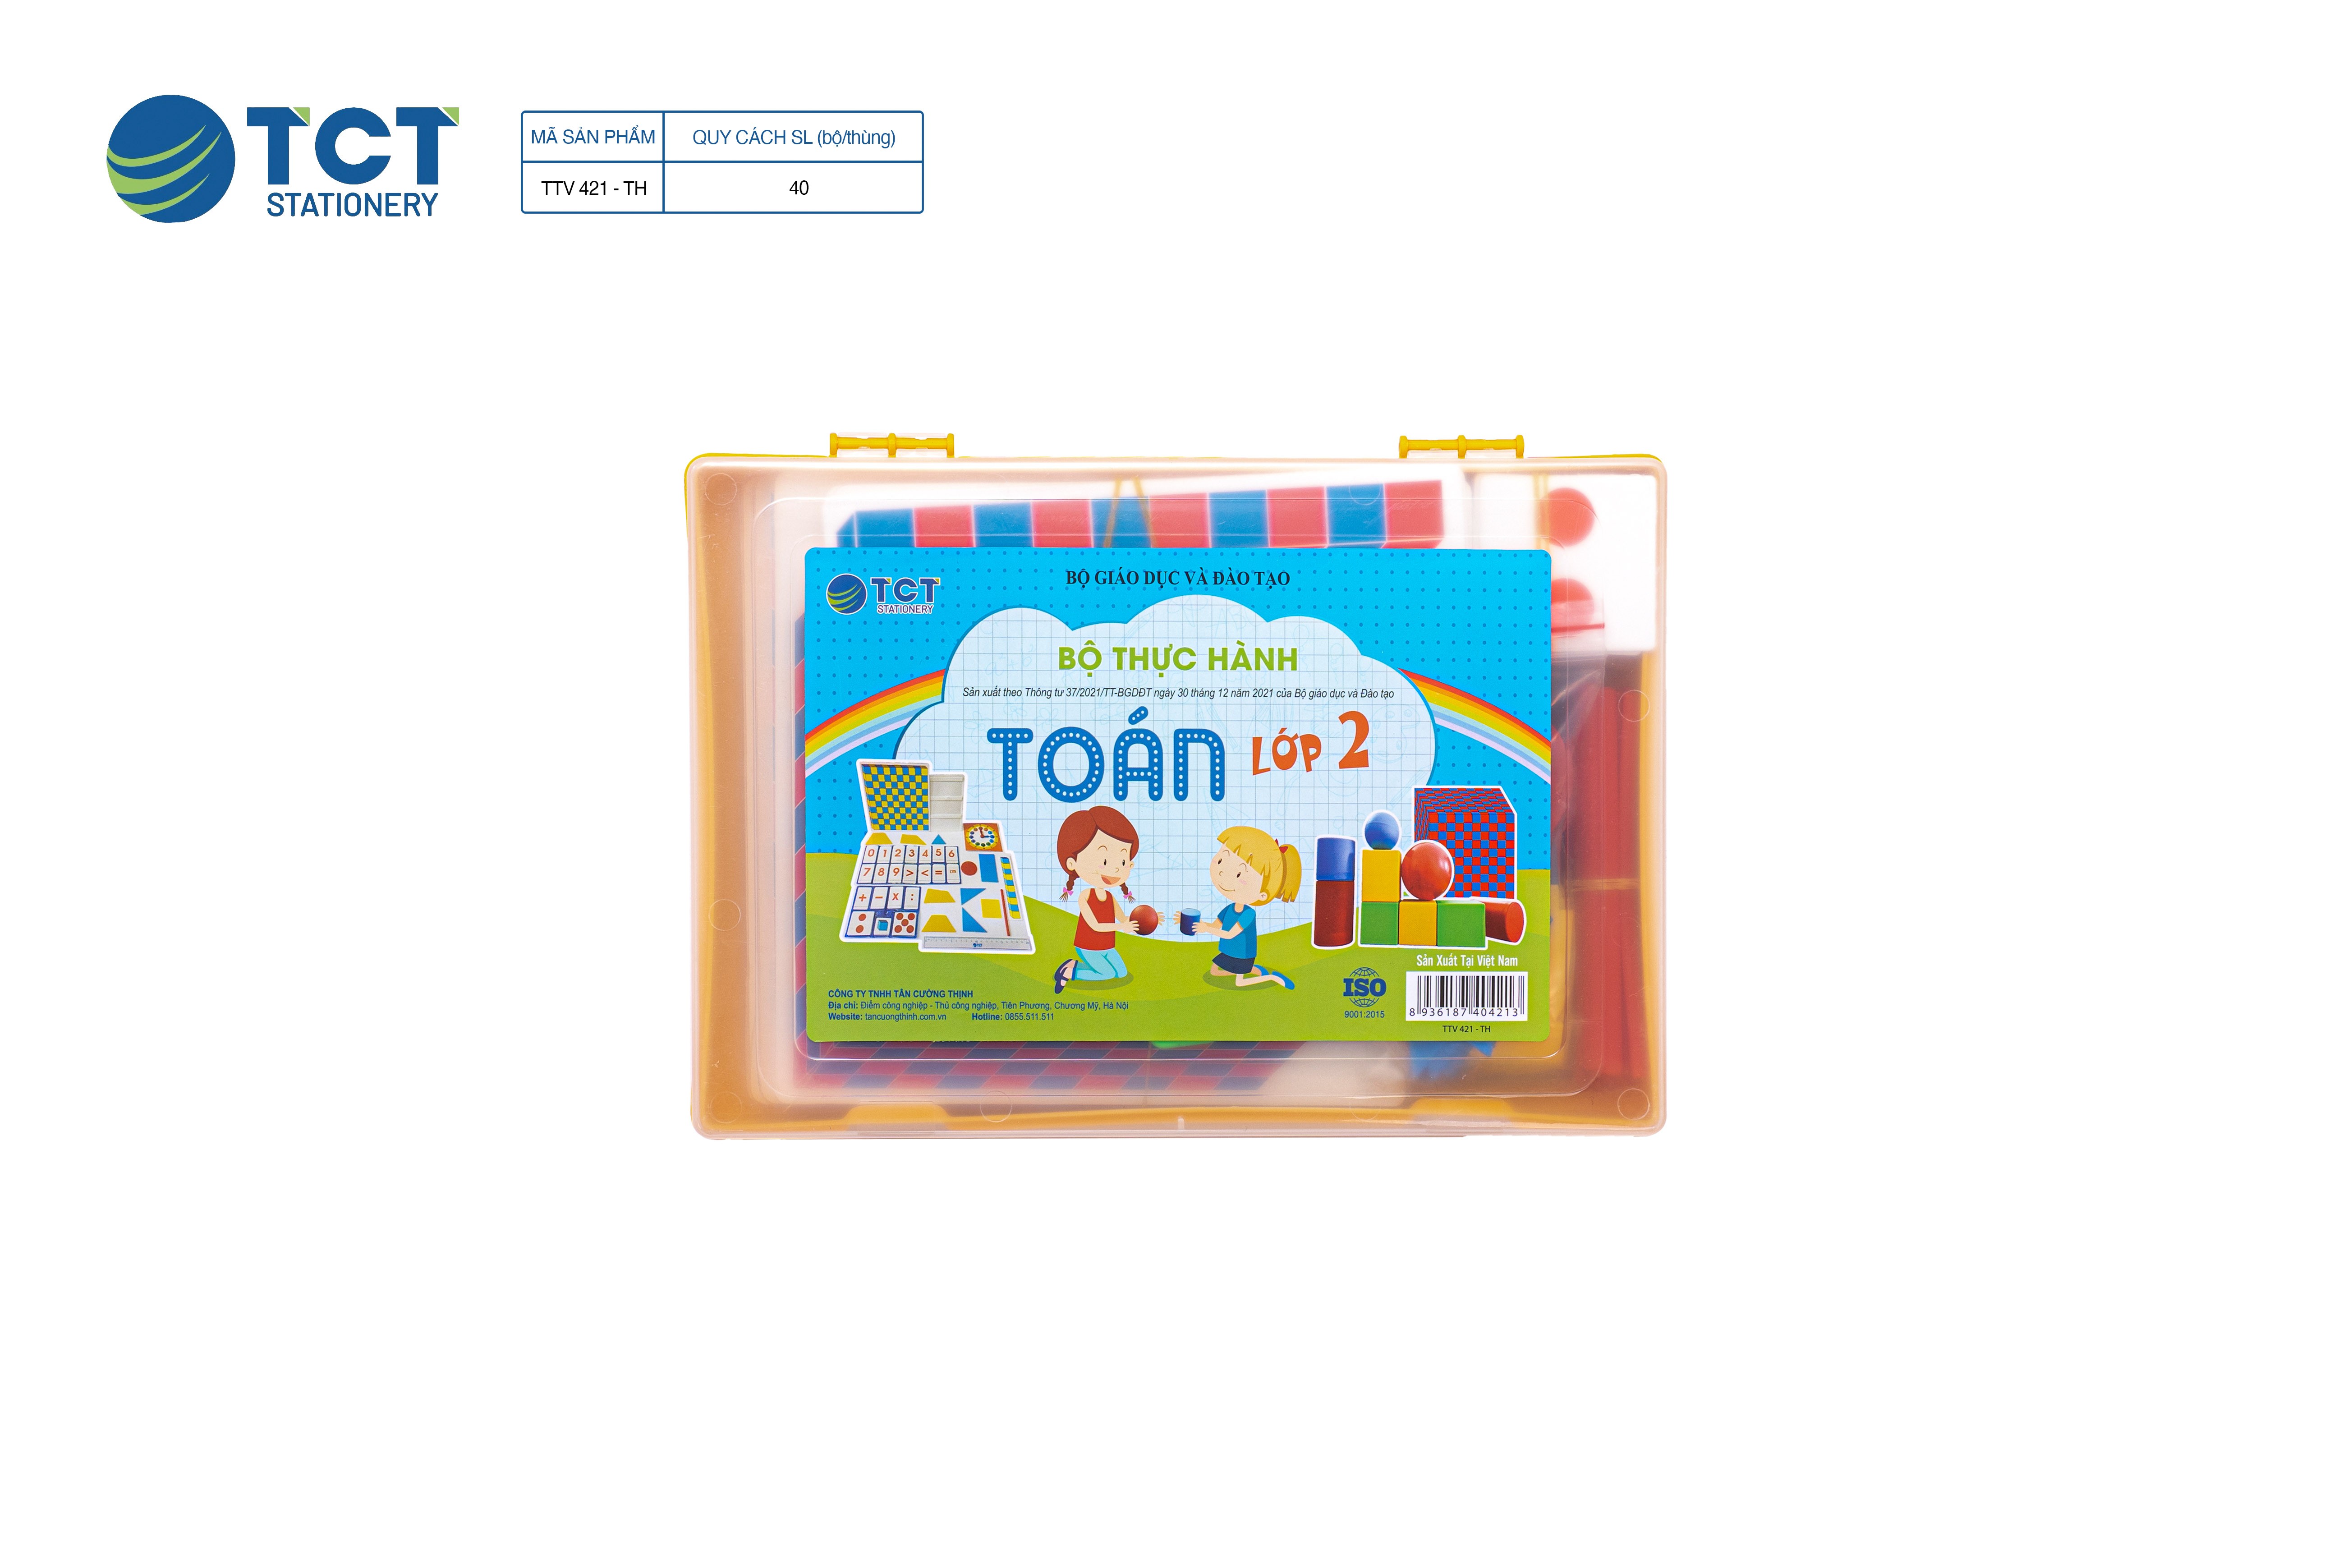 TCT
STATIONERY
MÃ SẢN PHẨM QUY CÁCH SL (bộ/thùng)
TTV 421 - TH 40
BỘ GIÁO DỤC VÀ ĐÀO TẠO
TCT
STATIONERY
BỘ THỰC HÀNH
Sản xuất theo Thông tư 37/2021/TT-BGDĐT ngày 30 tháng 12 năm 2021 của Bộ giáo dục và Đào tạo
TOÁN LỚP 2
0 1 2 3 4 5 6
7 8 9 > < =
+ - x :
Sản Xuất Tại Việt Nam
CÔNG TY TNHH TÂN CƯỜNG THỊNH
Địa chỉ: Điểm công nghiệp - Thủ công nghiệp, Tiên Phương, Chương Mỹ, Hà Nội
Website: tancuongthinh.com.vn Hotline: 0855.511.511
ISO
9001:2015
8 936187 404213
TTV 421 - TH